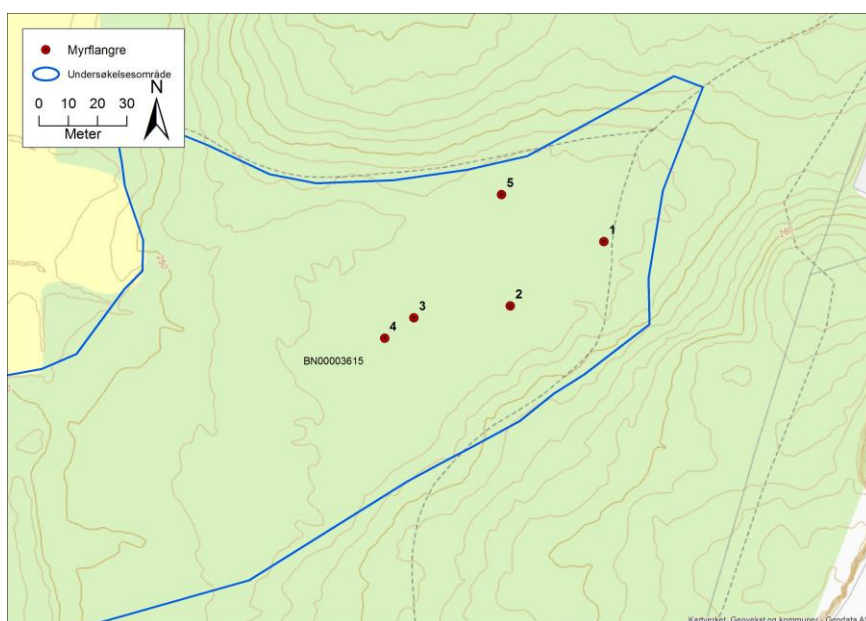 Myrflangre
Undersøkelsesområde
N
0 10 20 30
Meter
5
1
260
250
2
3
4
BN00003615
Kartverket, Geovekst og kommuner - Geodata A